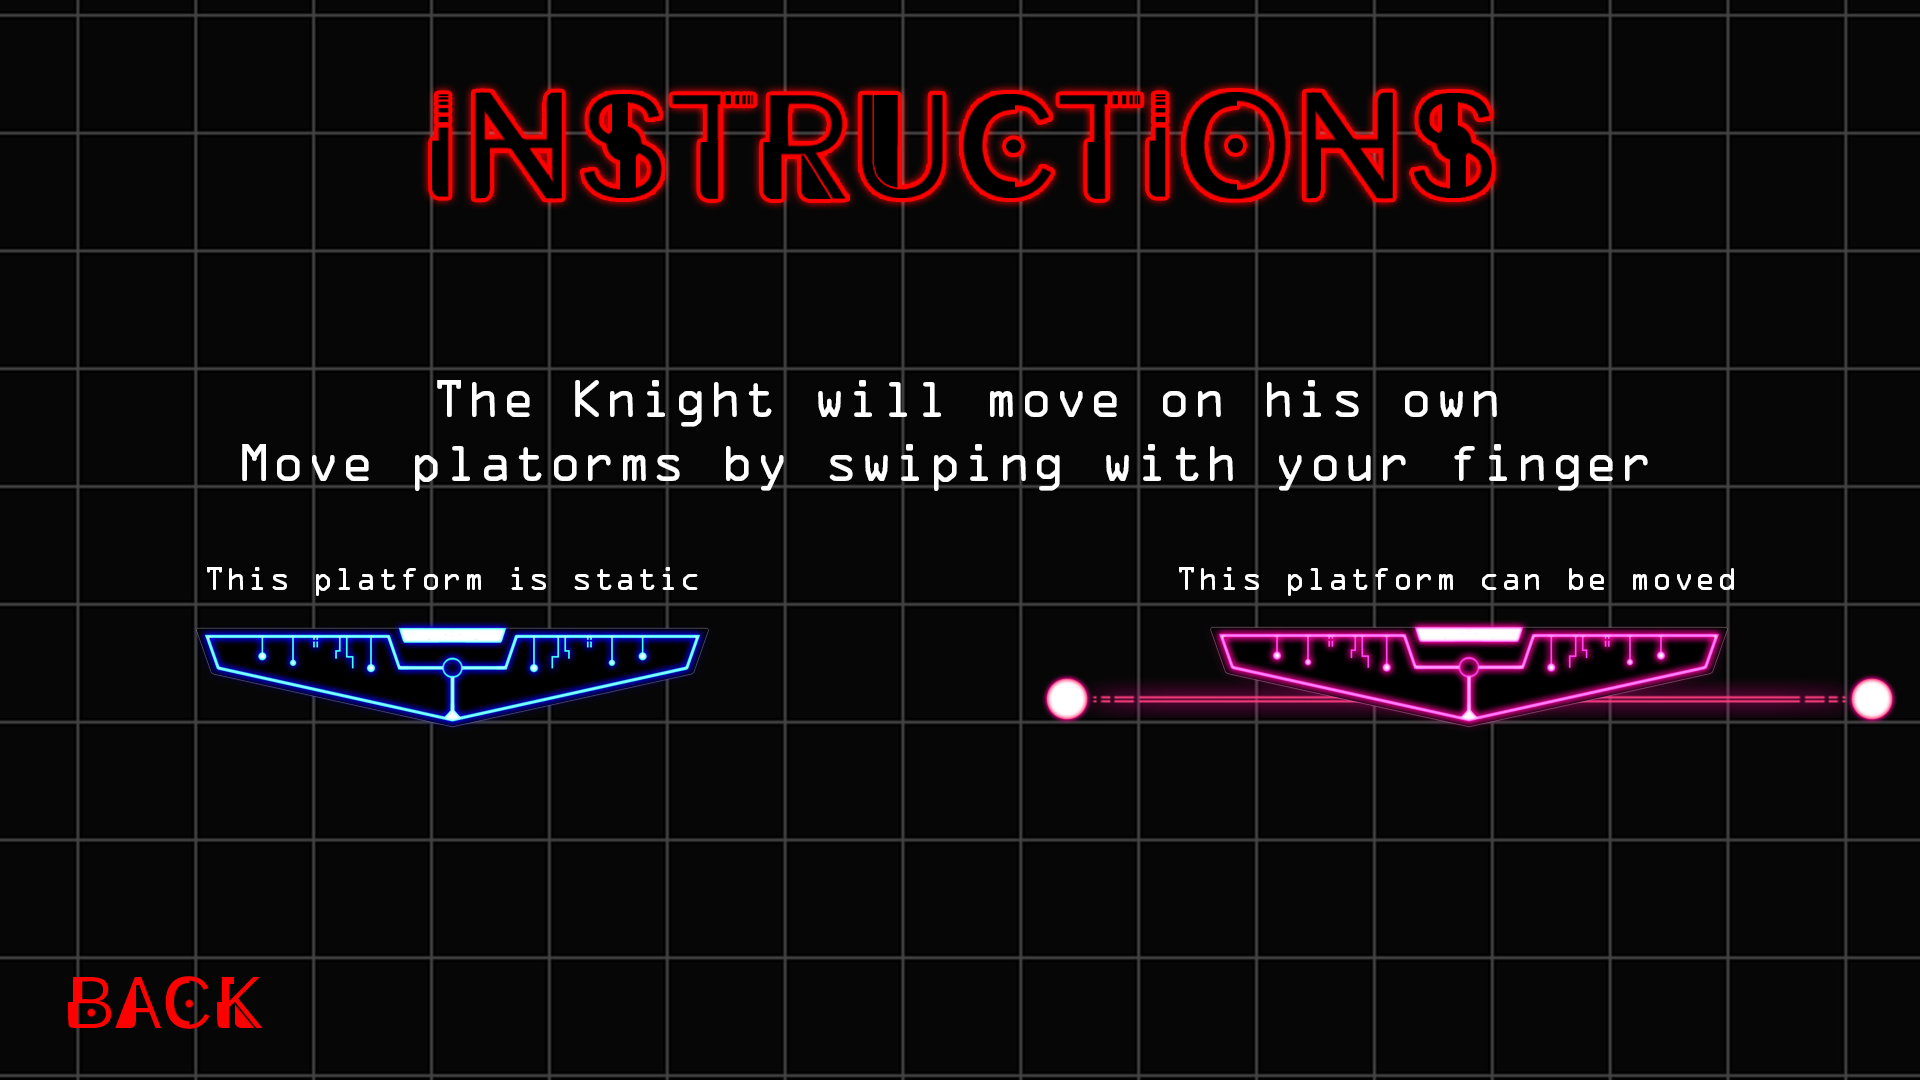 INSTRUCTIONS
The Knight will move on his own
Move platorms by swiping with your finger
This platform is static
This platform can be moved
BACK